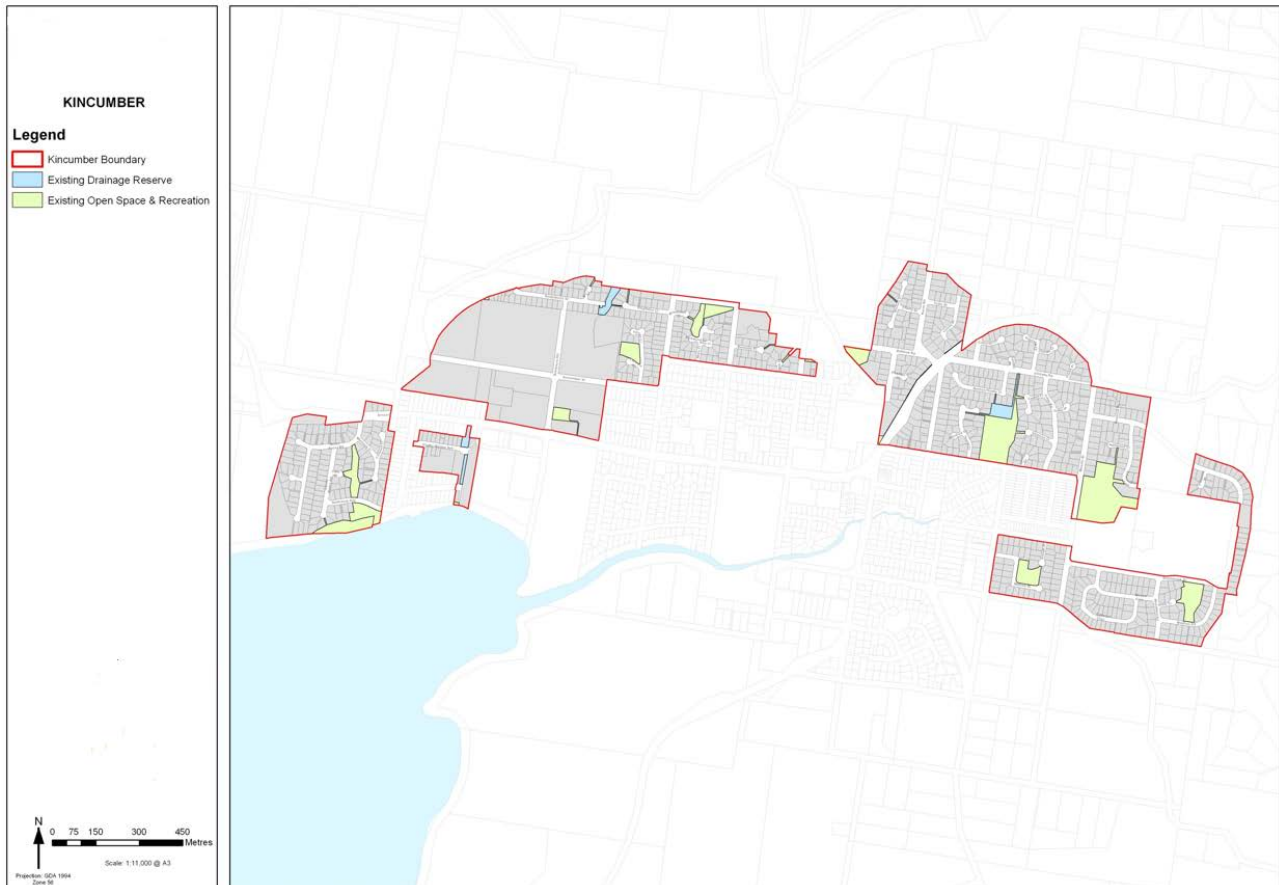 KINCUMBER
Legend
Kincumber Boundary
Existing Drainage Reserve
Existing Open Space & Recreation
N
0 75 150 300 450
Metres
Scale: 1:11,000 @ A3
Projection: GDA 1994
Zone 56